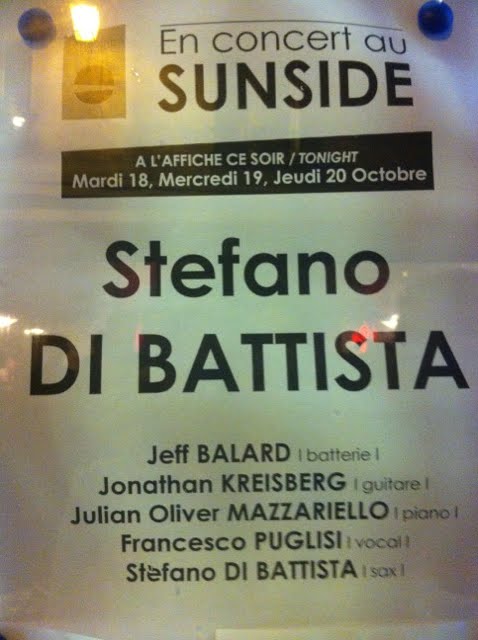 En concert au
SUNSIDE
A L'AFFICHE CE SOIR / TONIGHT
Mardi 18, Mercredi 19, Jeudi 20 Octobre
Stefano
DI BATTISTA
Jeff BALARD | batterie |
Jonathan KREISBERG | guitare |
Julian Oliver MAZZARIELLO | piano |
Francesco PUGLISI | vocal |
Stefano DI BATTISTA | sax |